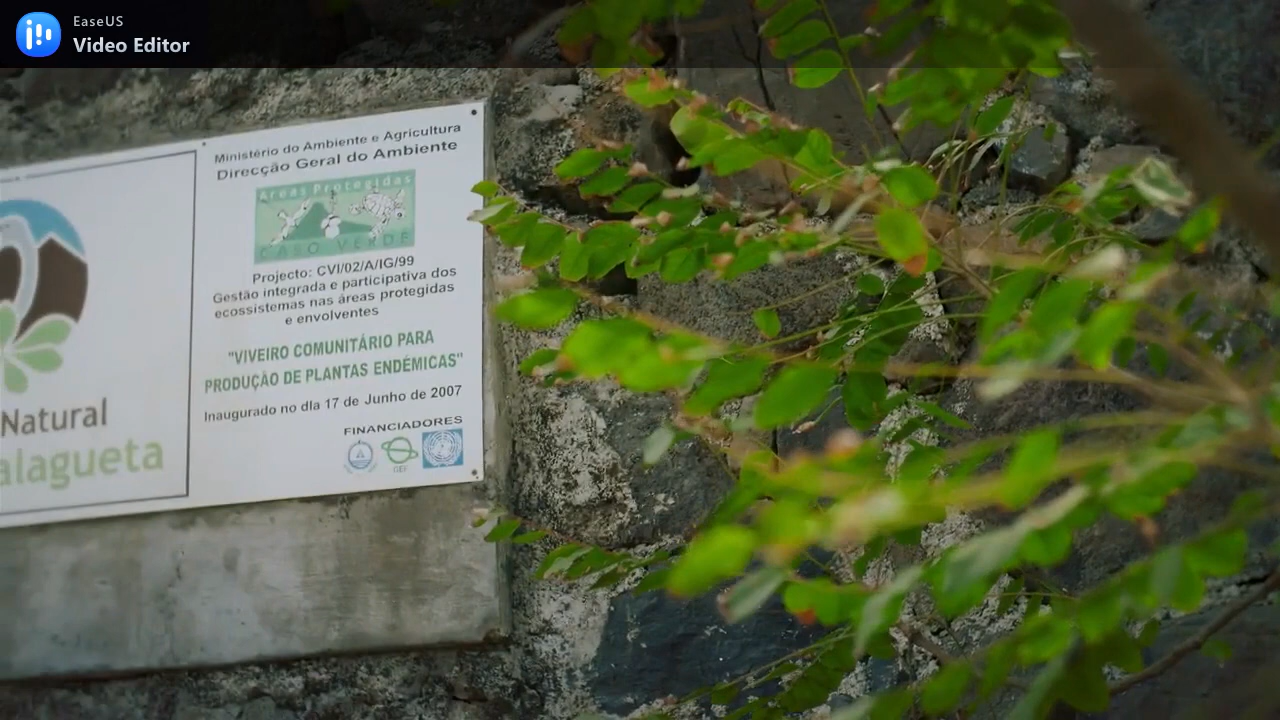 EaseUS
Video Editor
Ministério do Ambiente e Agricultura
Direcção Geral do Ambiente
Áreas Protegidas
CABO VERDE
Projecto: CVI/02/A/IG/99
Gestão integrada e participativa dos
ecossistemas nas áreas protegidas
e envolventes
"VIVEIRO COMUNITÁRIO PARA
PRODUÇÃO DE PLANTAS ENDÉMICAS"
Inaugurado no dia 17 de Junho de 2007
FINANCIADORES
GEF
Natural
alagueta